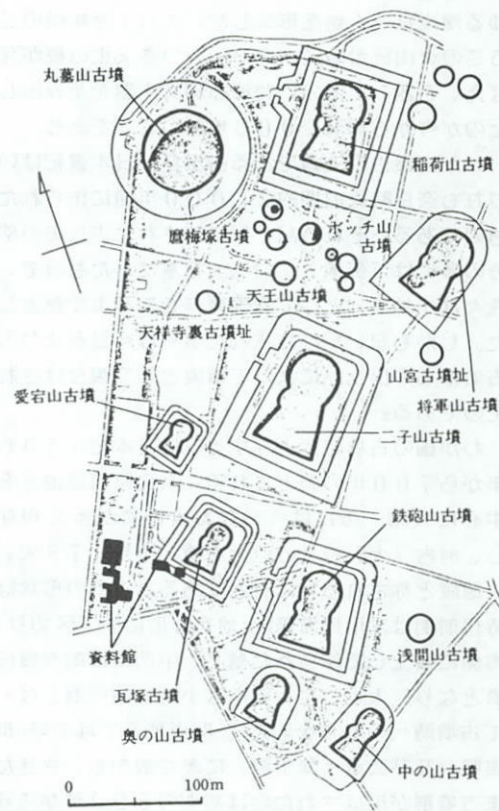 丸墓山古墳
稲荷山古墳
暦梅塚古墳
ボッチ山
古墳
天王山古墳
天祥寺裏古墳址
山宮古墳址
将軍山古墳
愛宕山古墳
二子山古墳
鉄砲山古墳
浅間山古墳
資料館
瓦塚古墳
奥の山古墳
中の山古墳
0 100m